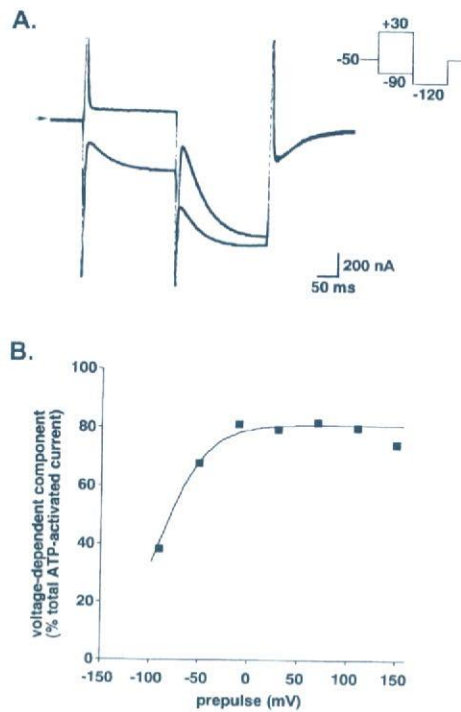 A.
+30
-50
-90
-120
200 nA
50 ms
B.
voltage-dependent component
(% total ATP-activated current)
100
80
60
40
20
0
-150
-100
-50
0
50
100
150
prepulse (mV)